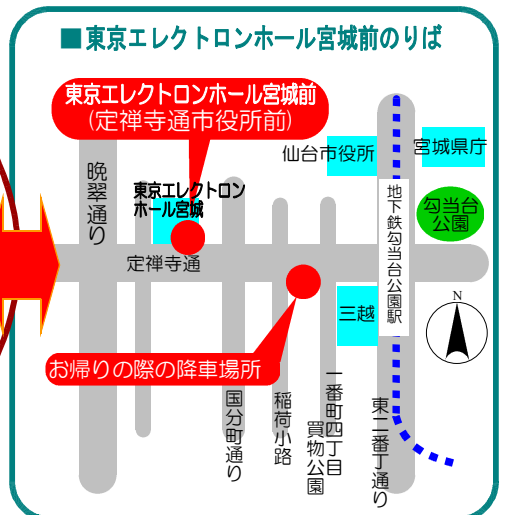 ■東京エレクトロンホール宮城前のりば
東京エレクトロンホール宮城前
(定禅寺通市役所前)
仙台市役所
宮城県庁
晩翠通り
東京エレクトロン
ホール宮城
地下鉄勾当台公園駅
勾当台
公園
定禅寺通
三越
N
お帰りの際の降車場所
国分町通り
稲荷小路
一番町四丁目
買物公園
東二番丁通り